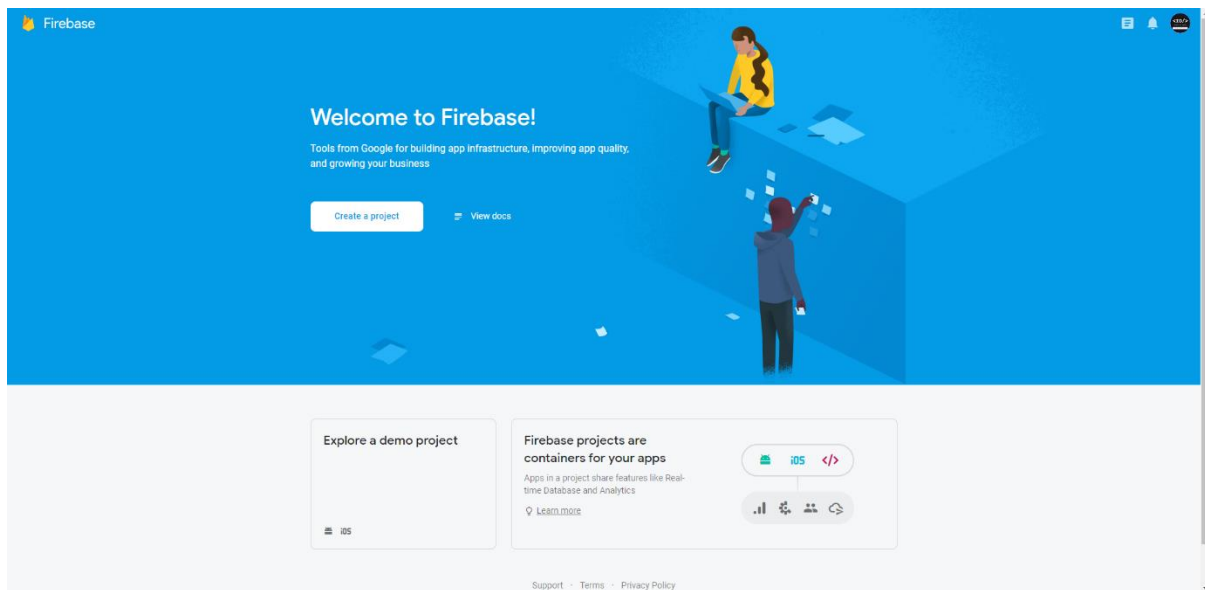 Firebase
Welcome to Firebase!
Tools from Google for building app infrastructure, improving app quality,
and growing your business
Create a project
View docs
Explore a demo project
iOS
Firebase projects are
containers for your apps
Apps in a project share features like Real-
time Database and Analytics
Learn more
iOS </>
Support · Terms · Privacy Policy